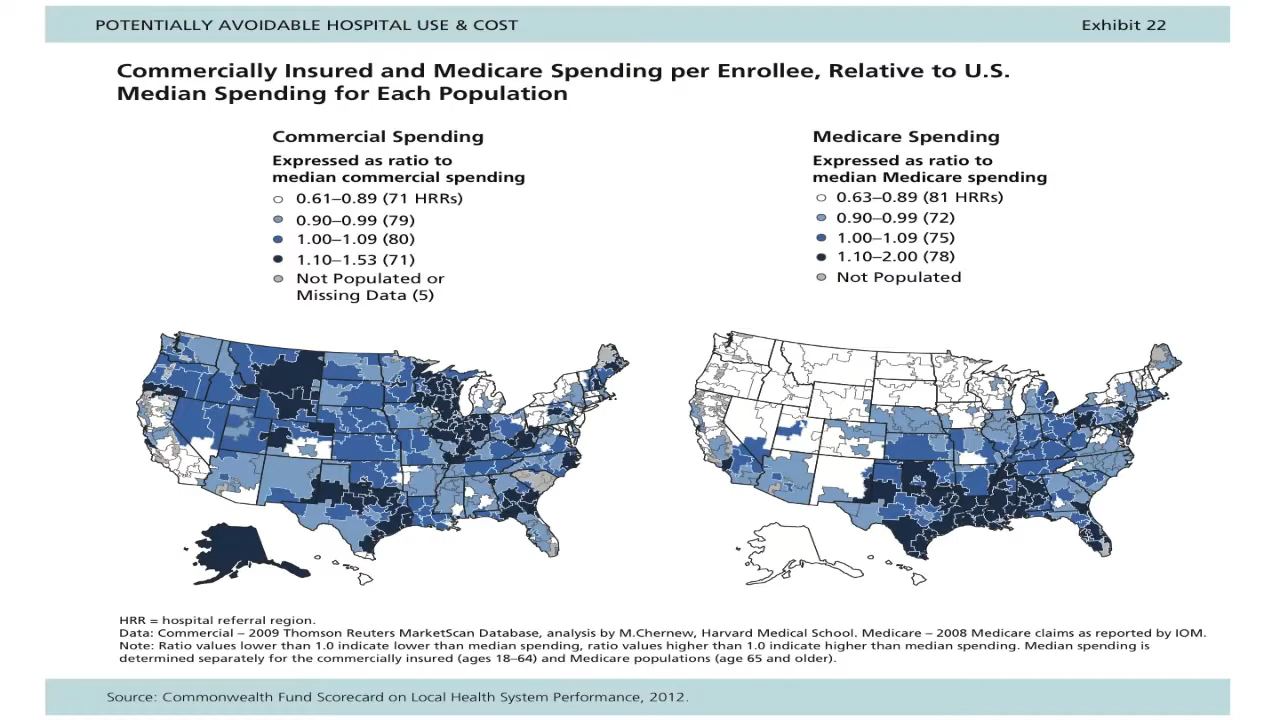 POTENTIALLY AVOIDABLE HOSPITAL USE & COST
Exhibit 22
Commercially Insured and Medicare Spending per Enrollee, Relative to U.S.
Median Spending for Each Population
Commercial Spending
Expressed as ratio to
median commercial spending
0.61–0.89 (71 HRRs)
0.90–0.99 (79)
1.00–1.09 (80)
1.10–1.53 (71)
Not Populated or
Missing Data (5)
Medicare Spending
Expressed as ratio to
median Medicare spending
0.63–0.89 (81 HRRs)
0.90–0.99 (72)
1.00–1.09 (75)
1.10–2.00 (78)
Not Populated
HRR = hospital referral region.
Data: Commercial – 2009 Thomson Reuters MarketScan Database, analysis by M.Chernew, Harvard Medical School. Medicare – 2008 Medicare claims as reported by IOM.
Note: Ratio values lower than 1.0 indicate lower than median spending, ratio values higher than 1.0 indicate higher than median spending. Median spending is
determined separately for the commercially insured (ages 18–64) and Medicare populations (age 65 and older).
Source: Commonwealth Fund Scorecard on Local Health System Performance, 2012.